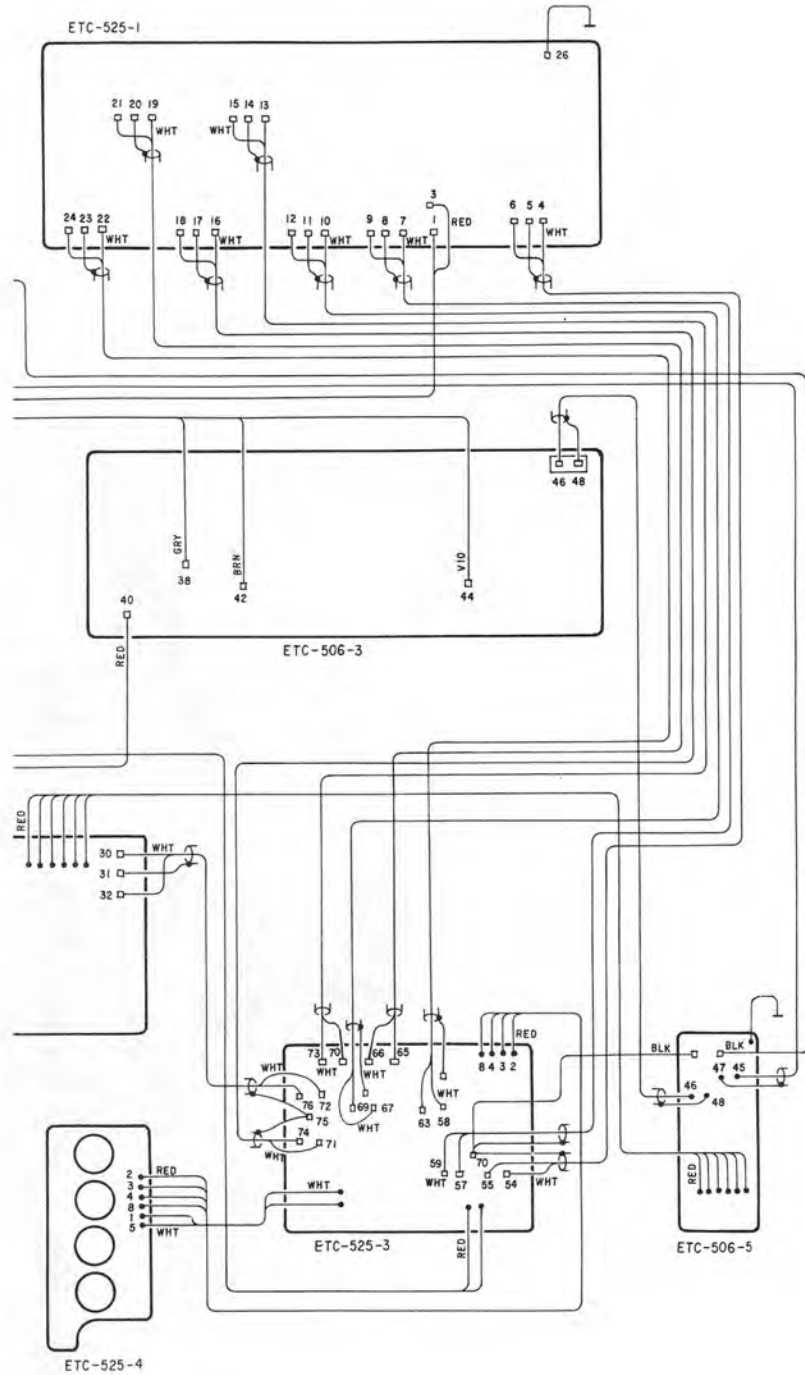 ETC-525-1
26
21 20 19
WHT
15 14 13
WHT
3
RED
24 23 22
WHT
18 17 16
WHT
12 11 10
WHT
9 8 7
WHT
1
6 5 4
WHT
46 48
GRY
38
BRN
42
VIO
44
40
RED
ETC-506-3
RED
30
WHT
31
32
RED
73 70 66 65
WHT
WHT
8 4 3 2
WHT
BLK
BLK
47 45
WHT
76 72
75
69 67
WHT
63 58
46
48
74 71
WHT
59 57
WHT
70
55 54
WHT
2
RED
3
4
8
1
5
WHT
WHT
RED
RED
ETC-525-3
ETC-506-5
ETC-525-4